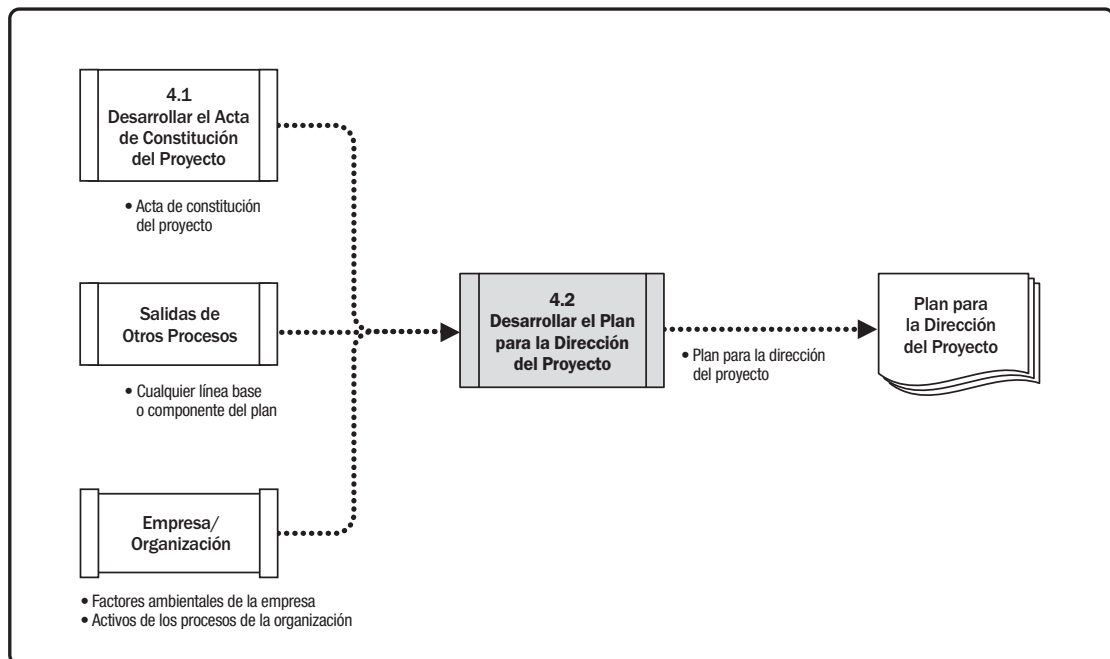 4.1
Desarrollar el Acta
de Constitución
del Proyecto
• Acta de constitución
del proyecto
Salidas de
Otros Procesos
• Cualquier línea base
o componente del plan
Empresa/
Organización
• Factores ambientales de la empresa
• Activos de los procesos de la organización
4.2
Desarrollar el Plan
para la Dirección
del Proyecto
• Plan para la dirección
del proyecto
Plan para
la Dirección
del Proyecto